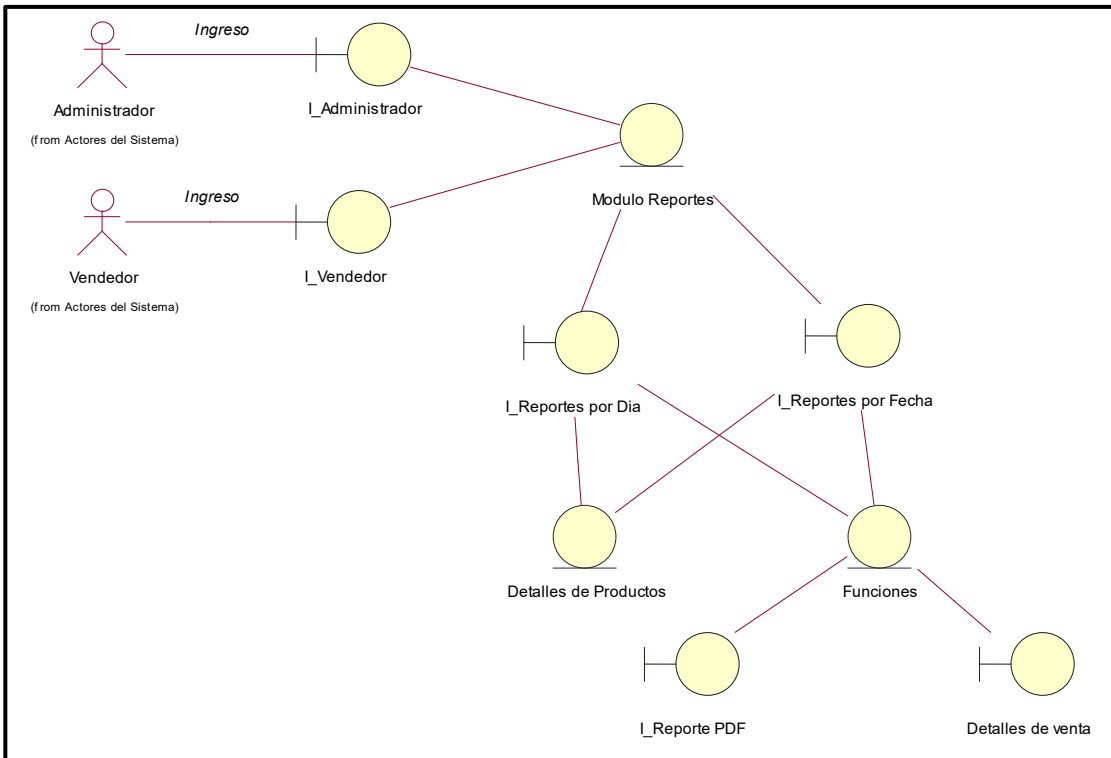 Ingreso
Administrador
(from Actores del Sistema)
I_Administrador
Modulo Reportes
Ingreso
Vendedor
(from Actores del Sistema)
I_Vendedor
I_Reportes por Dia
I_Reportes por Fecha
Detalles de Productos
Funciones
I_Reporte PDF
Detalles de venta